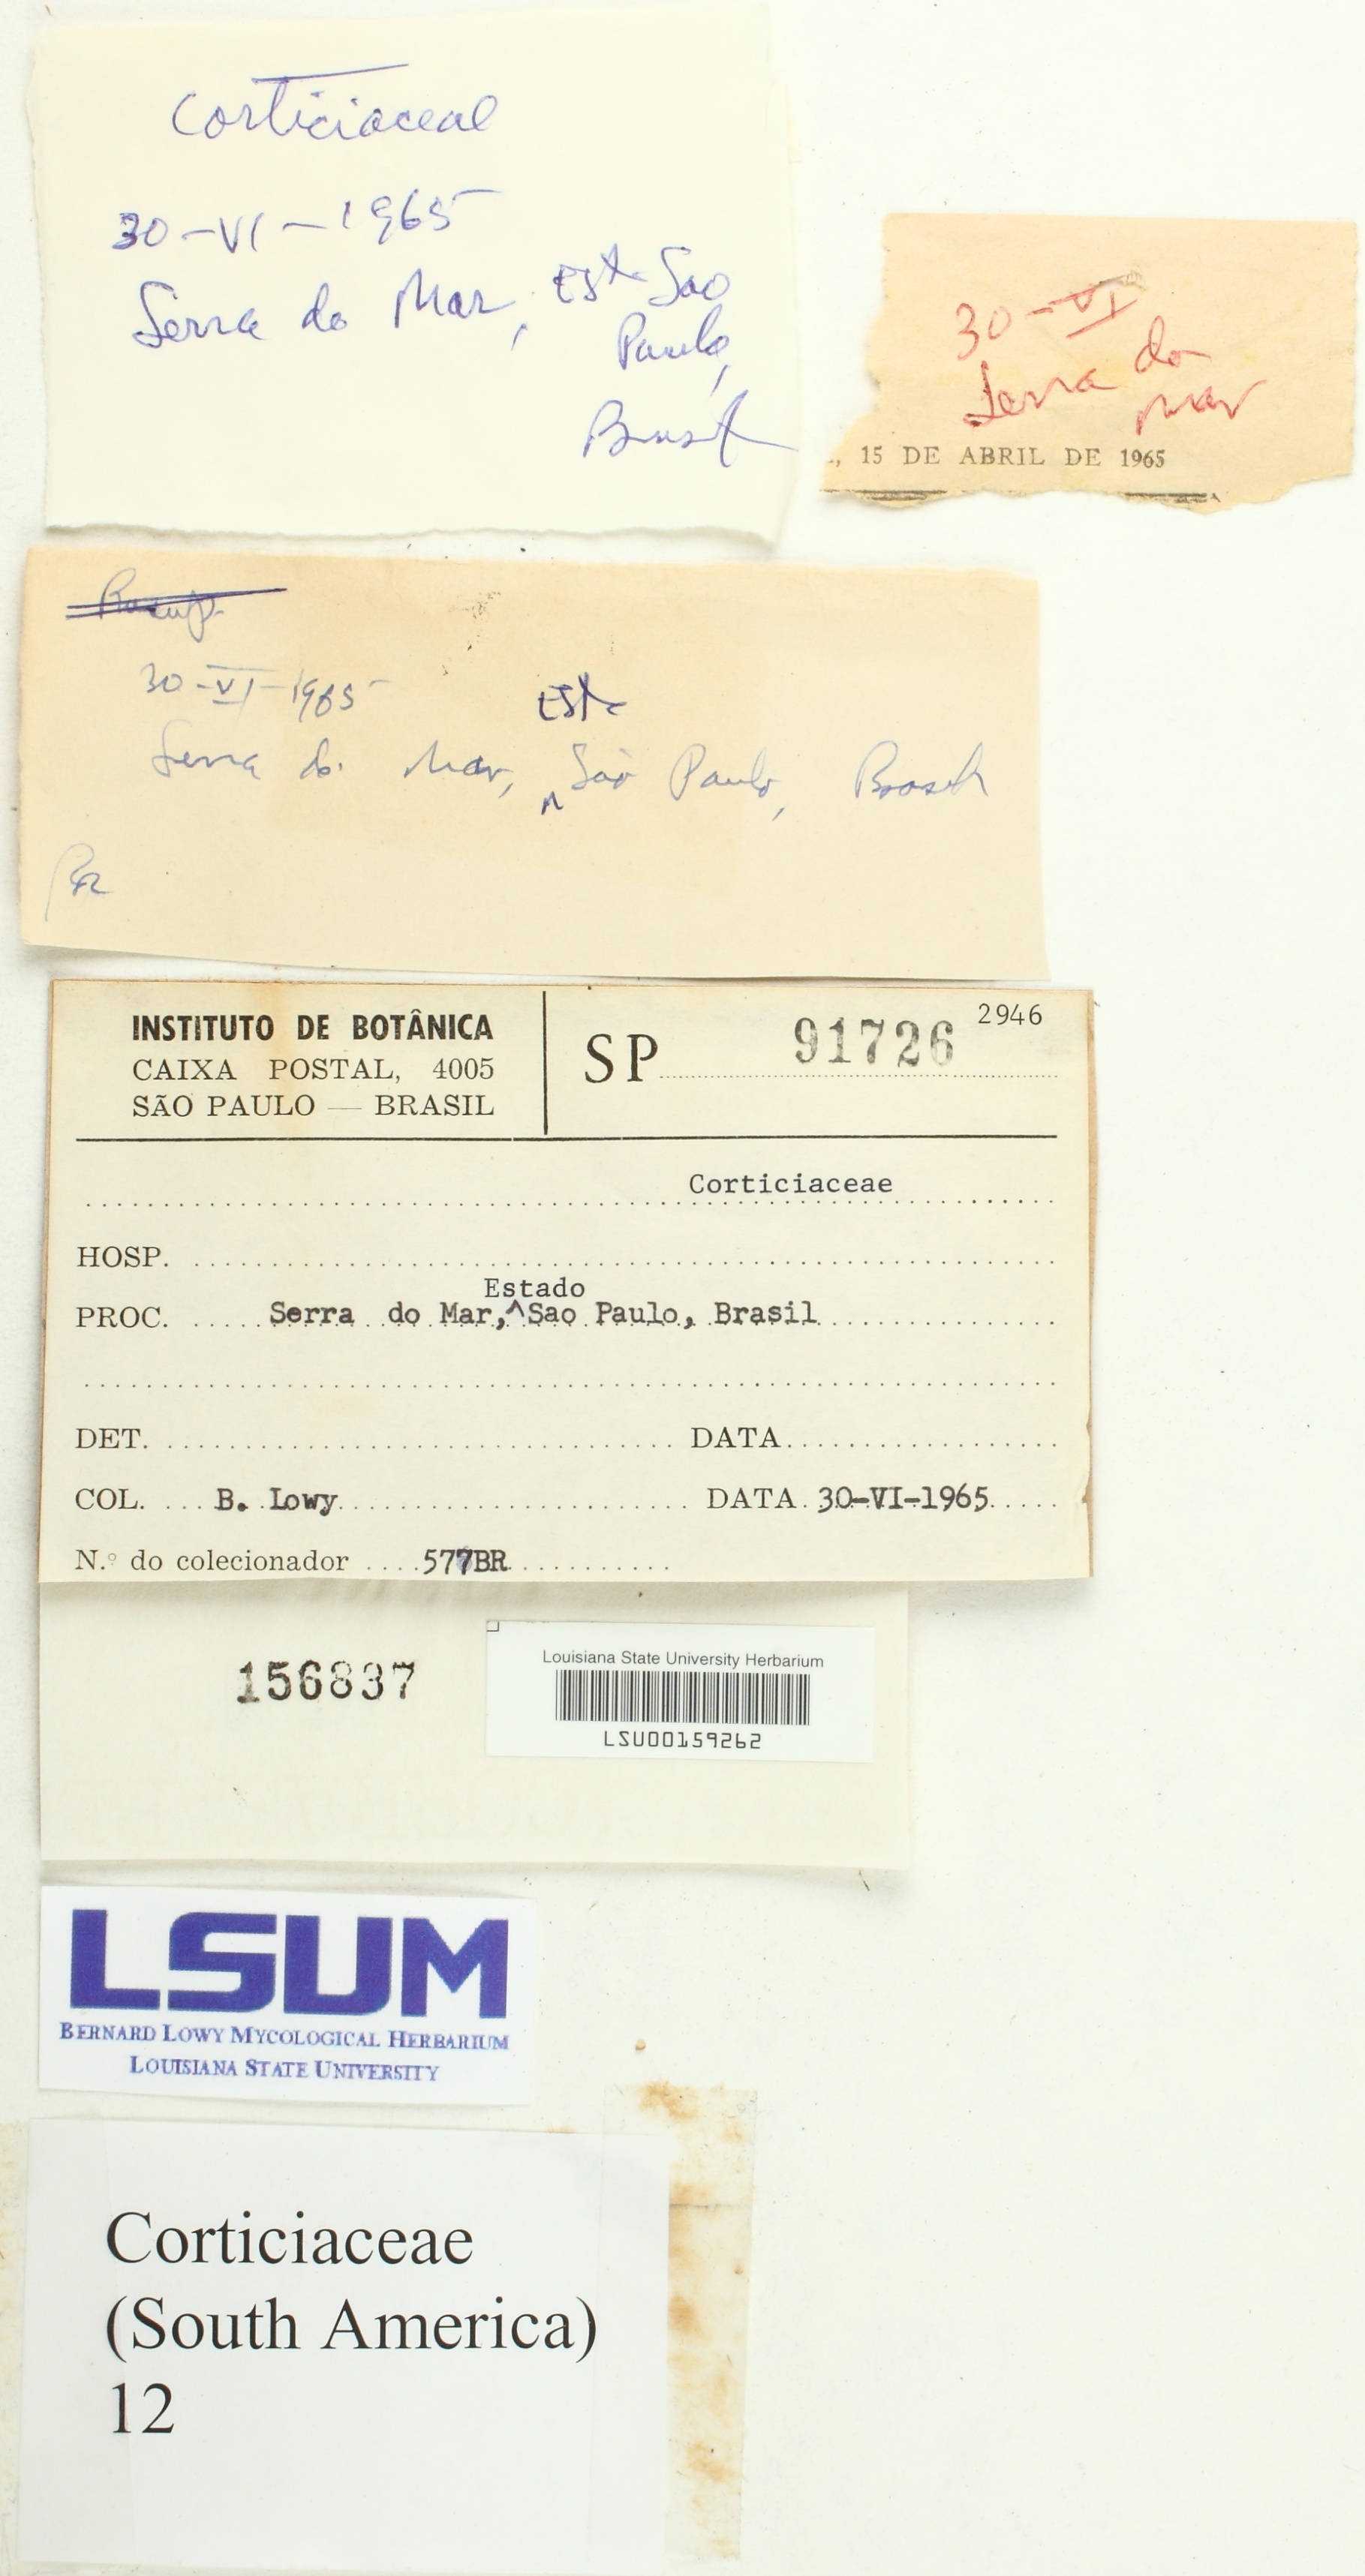 Corticiaceae
30-VI-1965
Serra do Mar, Est. São
Paulo,
Brasil
30-VI
Serra do
mar
, 15 DE ABRIL DE 1965
30-VI-1965
Est.
Serra do Mar, ^ São Paulo, Brasil
INSTITUTO DE BOTÂNICA
CAIXA POSTAL, 4005
SÃO PAULO — BRASIL
SP 91726 2946
Corticiaceae
HOSP.
Estado
PROC. Serra do Mar,^Sao Paulo, Brasil
DET. DATA
COL. B. Lowy DATA 30-VI-1965
N.º do colecionador 577BR
156837
Louisiana State University Herbarium
LSU00159262
LSUM
BERNARD LOWY MYCOLOGICAL HERBARIUM
LOUISIANA STATE UNIVERSITY
Corticiaceae
(South America)
12